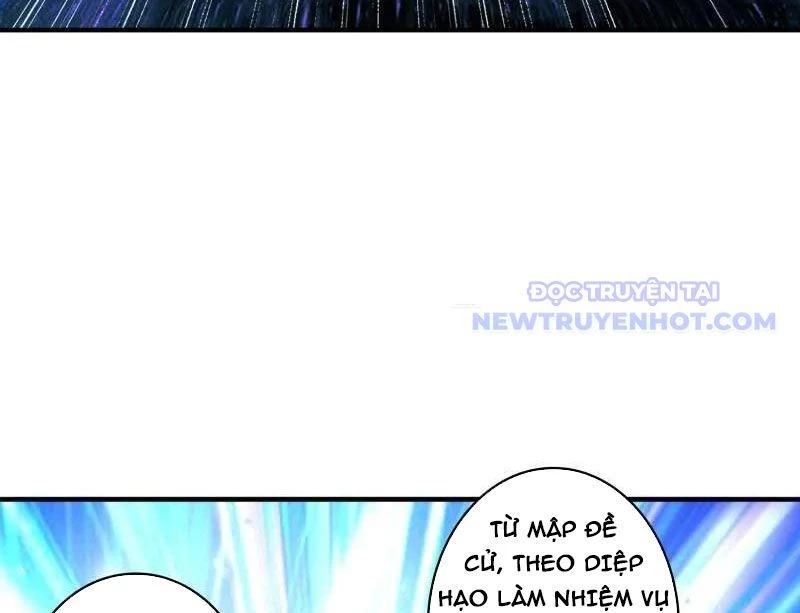 ĐỌC TRUYỆN TẠI
NEWTRUYENHOT.COM
TỪ MẬP ĐỀ
CỬ, THEO DIỆP
HẠO LÀM NHIỆM VỤ